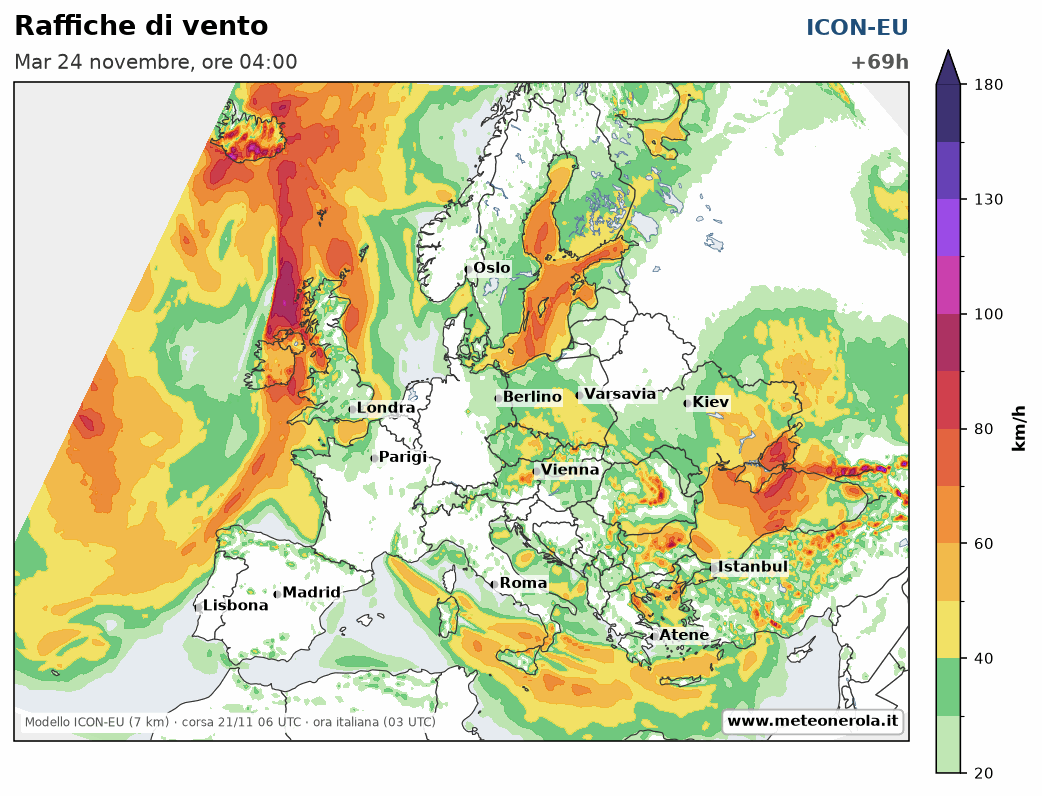 Raffiche di vento
ICON-EU
Mar 24 novembre, ore 04:00
+69h
180
130
100
80
60
40
20
km/h
Oslo
Londra
Berlino
Varsavia
Kiev
Parigi
Vienna
Istanbul
Roma
Madrid
Lisbona
Atene
Modello ICON-EU (7 km) · corsa 21/11 06 UTC · ora italiana (03 UTC)
www.meteonerola.it